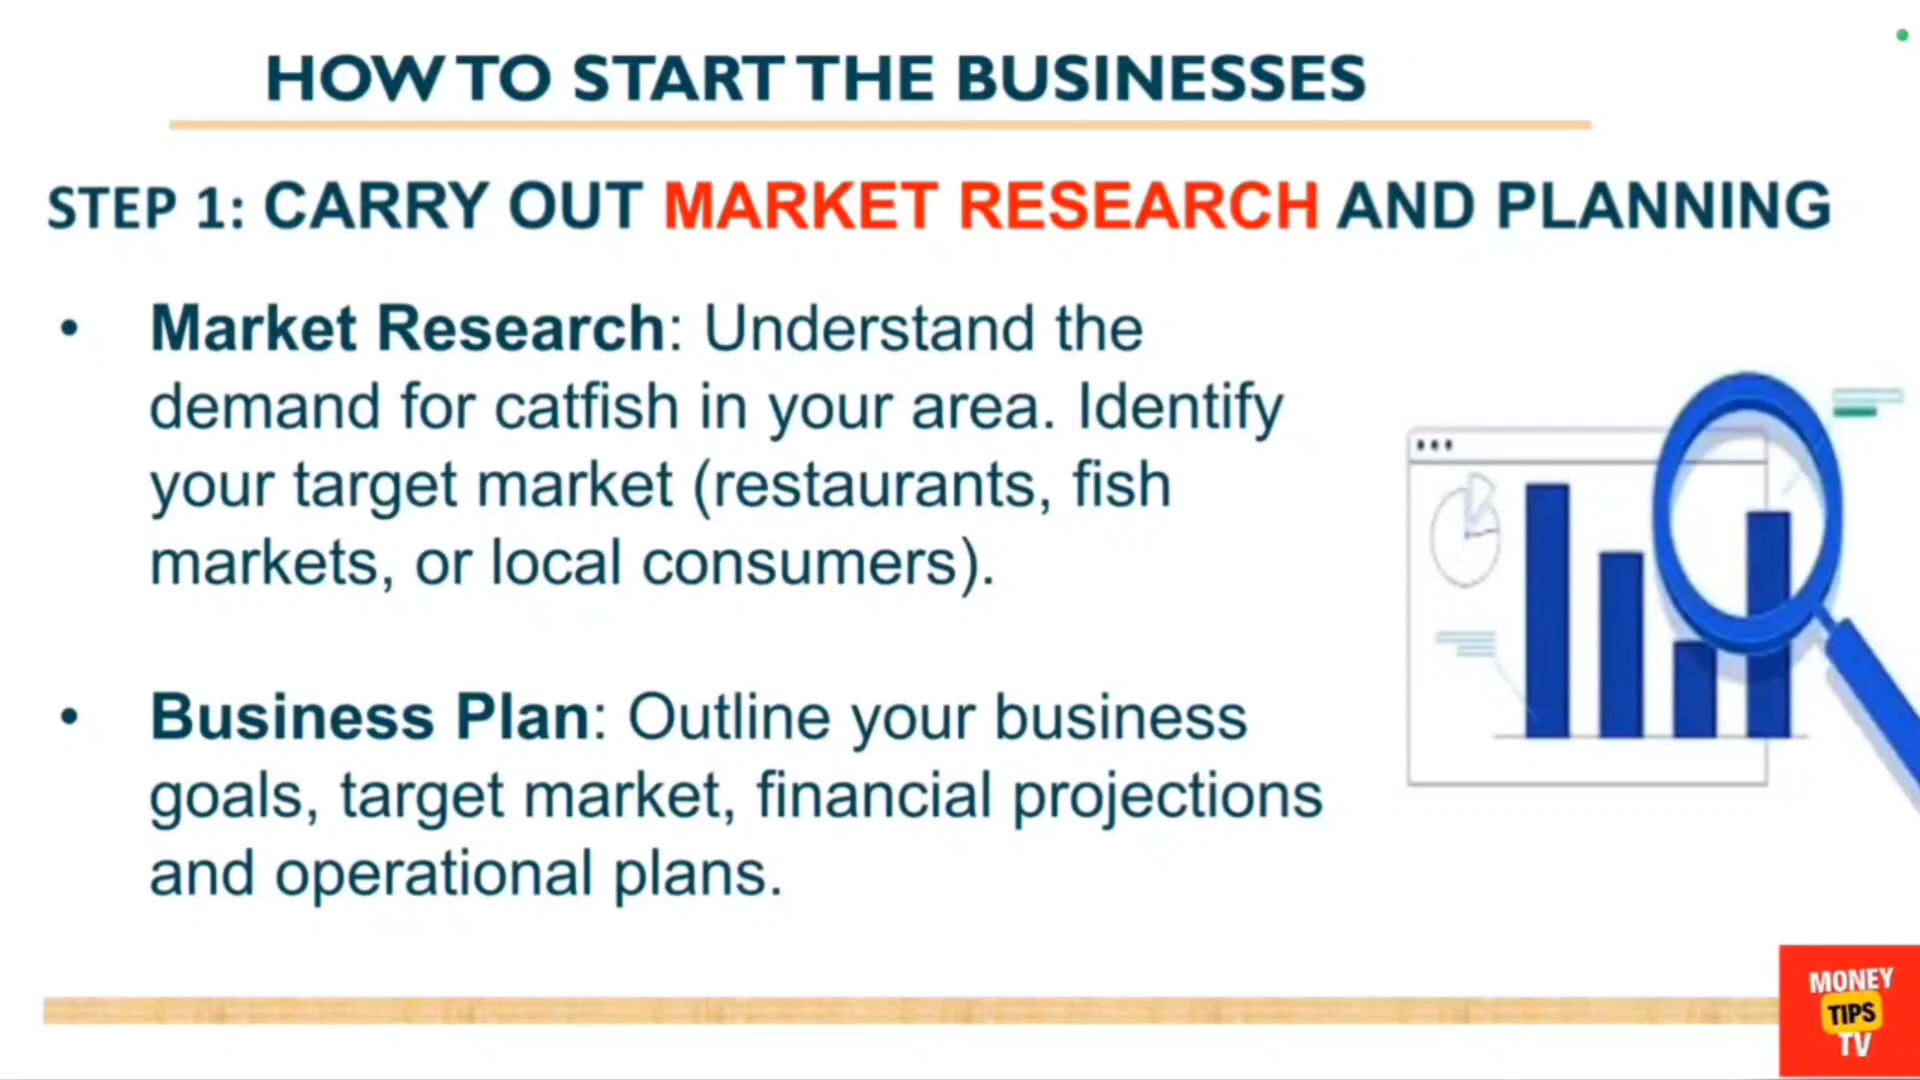 HOW TO START THE BUSINESSES
STEP 1: CARRY OUT MARKET RESEARCH AND PLANNING
• Market Research: Understand the
demand for catfish in your area. Identify
your target market (restaurants, fish
markets, or local consumers).
• Business Plan: Outline your business
goals, target market, financial projections
and operational plans.
MONEY
TIPS
TV